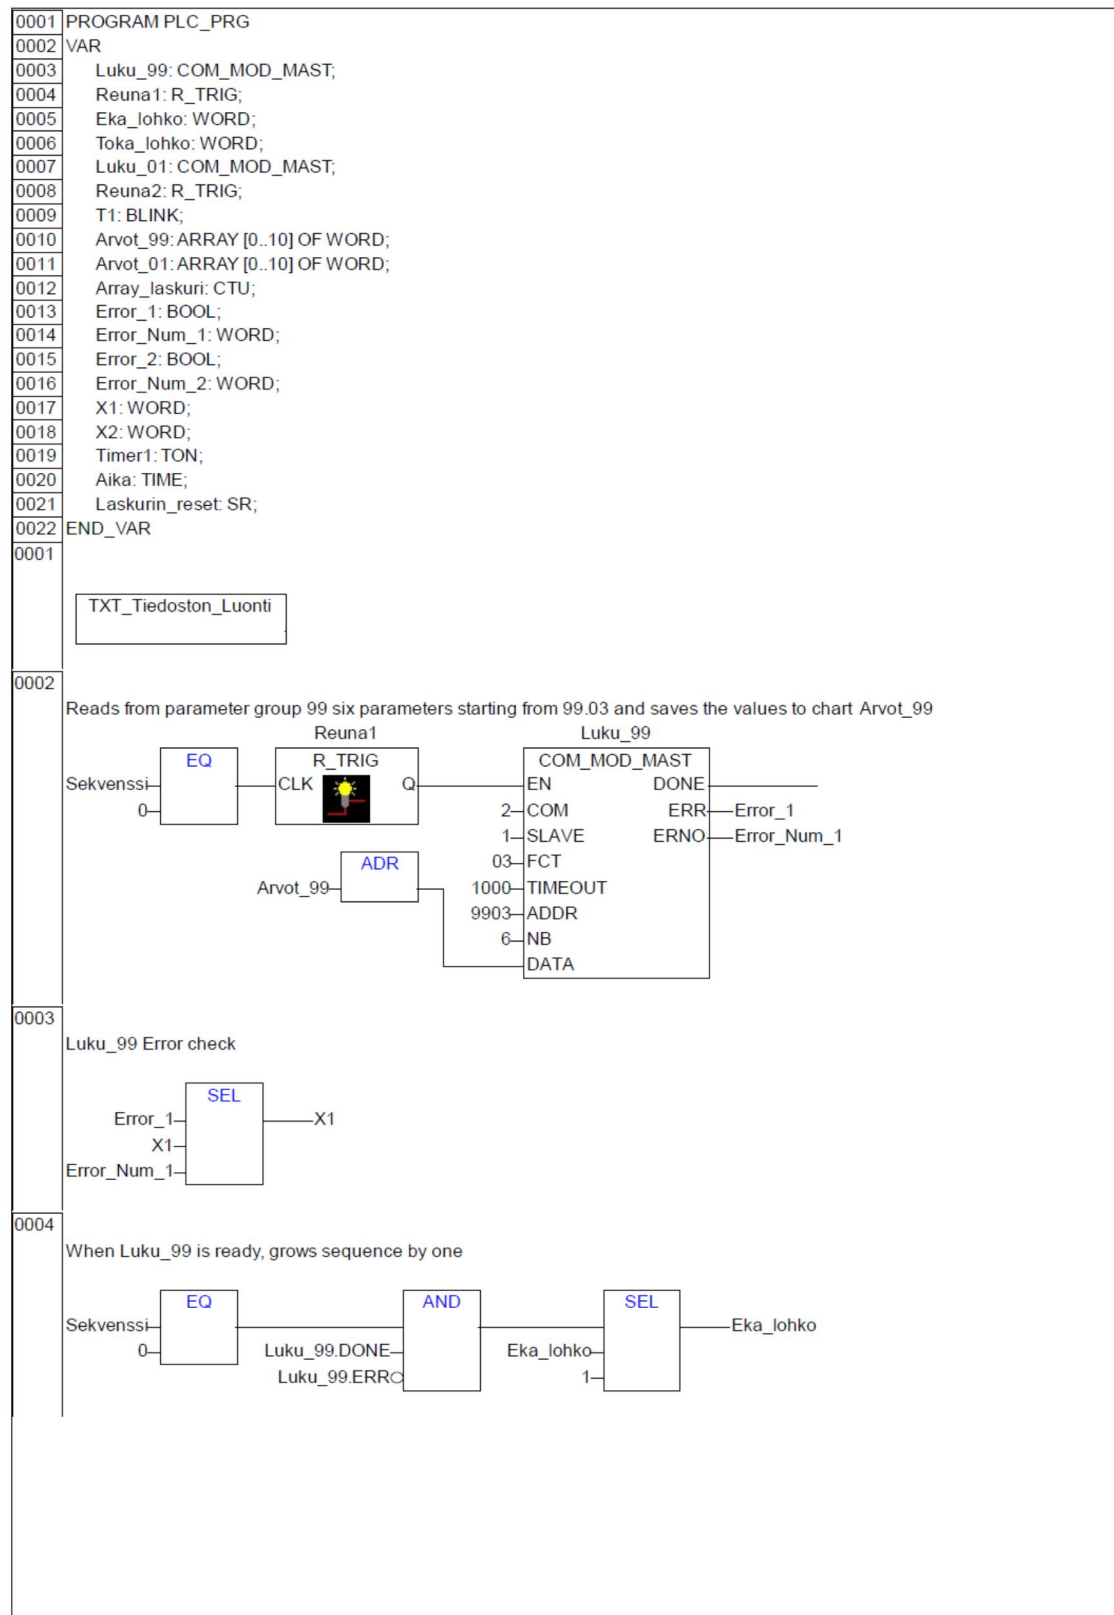 0001 PROGRAM PLC_PRG
0002 VAR
0003 Luku_99: COM_MOD_MAST;
0004 Reuna1: R_TRIG;
0005 Eka_lohko: WORD;
0006 Toka_lohko: WORD;
0007 Luku_01: COM_MOD_MAST;
0008 Reuna2: R_TRIG;
0009 T1: BLINK;
0010 Arvot_99: ARRAY [0..10] OF WORD;
0011 Arvot_01: ARRAY [0..10] OF WORD;
0012 Array_laskuri: CTU;
0013 Error_1: BOOL;
0014 Error_Num_1: WORD;
0015 Error_2: BOOL;
0016 Error_Num_2: WORD;
0017 X1: WORD;
0018 X2: WORD;
0019 Timer1: TON;
0020 Aika: TIME;
0021 Laskurin_reset: SR;
0022 END_VAR
0001
TXT_Tiedoston_Luonti
0002
Reads from parameter group 99 six parameters starting from 99.03 and saves the values to chart Arvot_99
Reuna1 Luku_99
EQ R_TRIG COM_MOD_MAST
Sekvenssi CLK Q EN DONE
0 2 COM ERR Error_1
1 SLAVE ERNO Error_Num_1
ADR 03 FCT
Arvot_99 1000 TIMEOUT
9903 ADDR
6 NB
DATA
0003
Luku_99 Error check
SEL
Error_1 X1
X1
Error_Num_1
0004
When Luku_99 is ready, grows sequence by one
EQ AND SEL
Sekvenssi Eka_lohko
0 Luku_99.DONE Eka_lohko
Luku_99.ERR 1